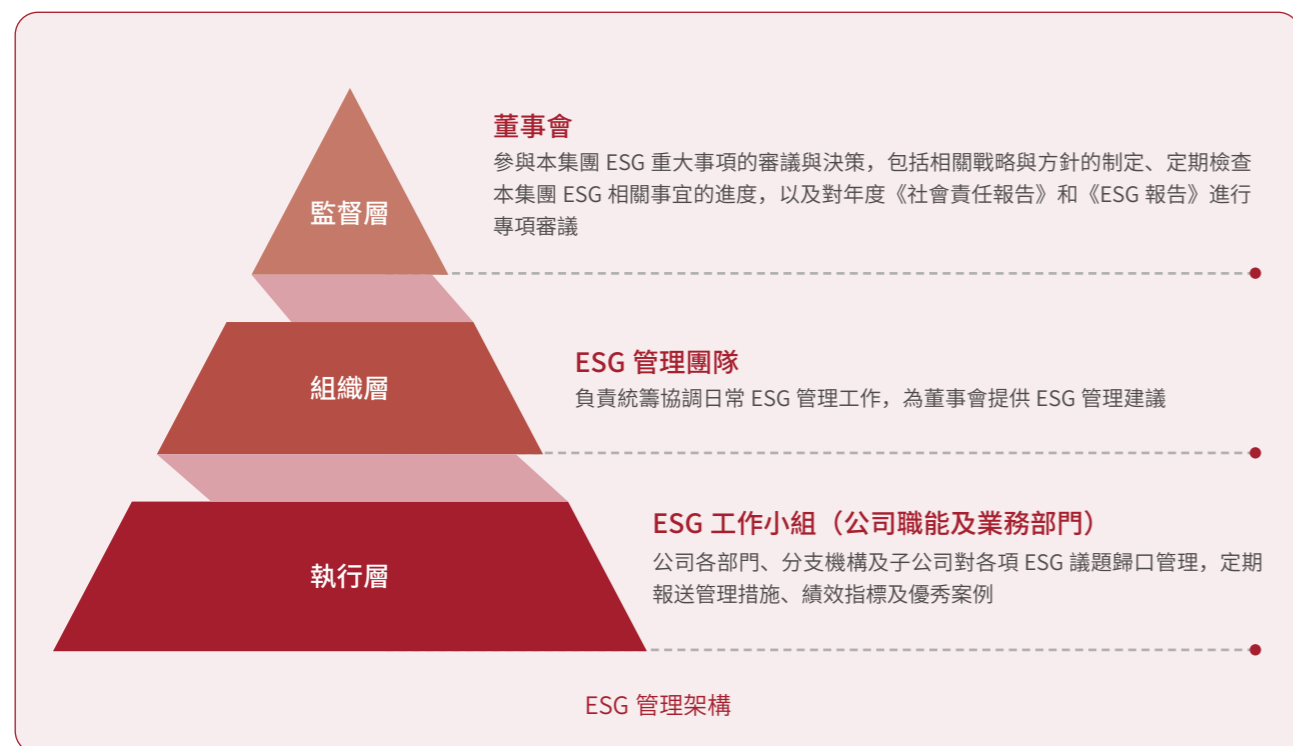 董事會
參與本集團 ESG 重大事項的審議與決策，包括相關戰略與方針的制定、定期檢查
本集團 ESG 相關事宜的進度，以及對年度《社會責任報告》和《ESG 報告》進行
專項審議
監督層
ESG 管理團隊
負責統籌協調日常 ESG 管理工作，為董事會提供 ESG 管理建議
組織層
ESG 工作小組（公司職能及業務部門）
公司各部門、分支機構及子公司對各項 ESG 議題歸口管理，定期
報送管理措施、績效指標及優秀案例
執行層
ESG 管理架構